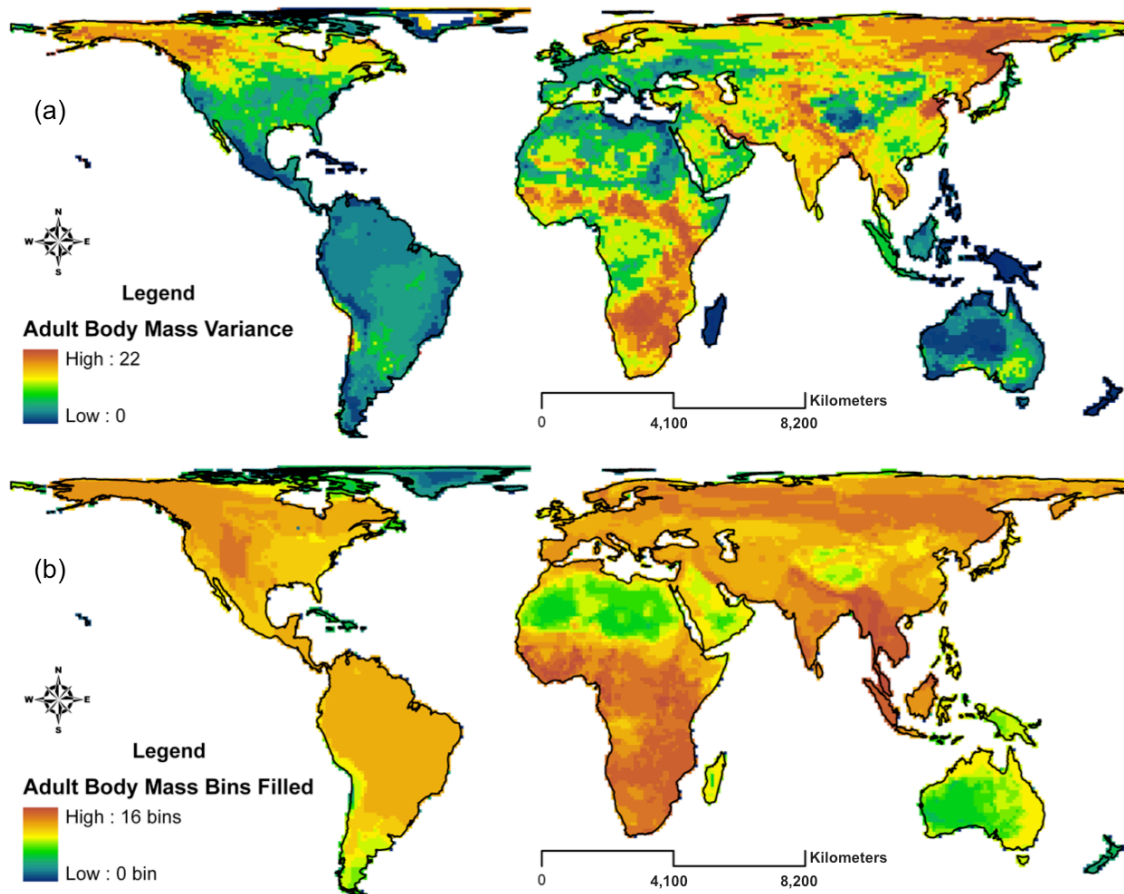 (a)
N
W E
S
Legend
Adult Body Mass Variance
High : 22
Low : 0
Kilometers
0 4,100 8,200
(b)
N
W E
S
Legend
Adult Body Mass Bins Filled
High : 16 bins
Low : 0 bin
Kilometers
0 4,100 8,200